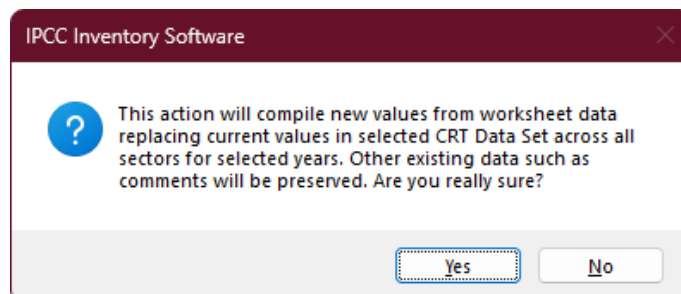 IPCC Inventory Software
This action will compile new values from worksheet data
replacing current values in selected CRT Data Set across all
sectors for selected years. Other existing data such as
comments will be preserved. Are you really sure?
Yes
No